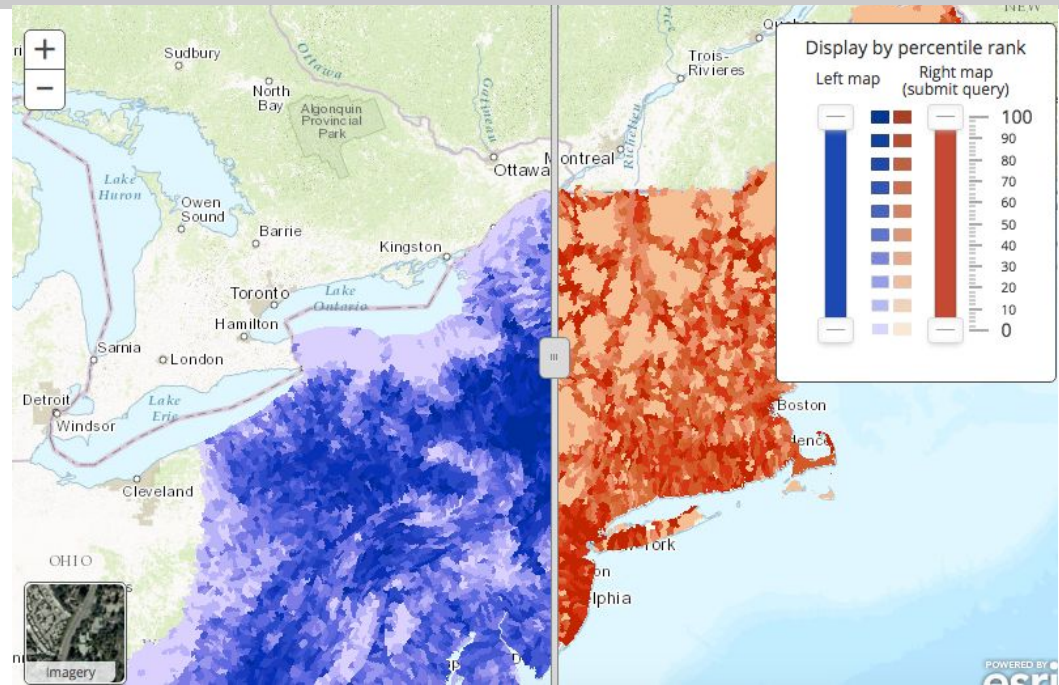 +
−
Sudbury
North
Bay
Ottawa
Algonquin
Provincial
Park
Gatineau
Trois-
Rivieres
NEW
Ottawa
Montreal
Richelieu
Lake
Huron
Owen
Sound
Barrie
Kingston
Toronto
Lake
Ontario
Hamilton
Sarnia
London
Detroit
Windsor
Lake
Erie
Cleveland
OHIO
Boston
denc
York
on
lphia
Imagery
Display by percentile rank
Left map
Right map
(submit query)
100
90
80
70
60
50
40
30
20
10
0
POWERED BY
esri